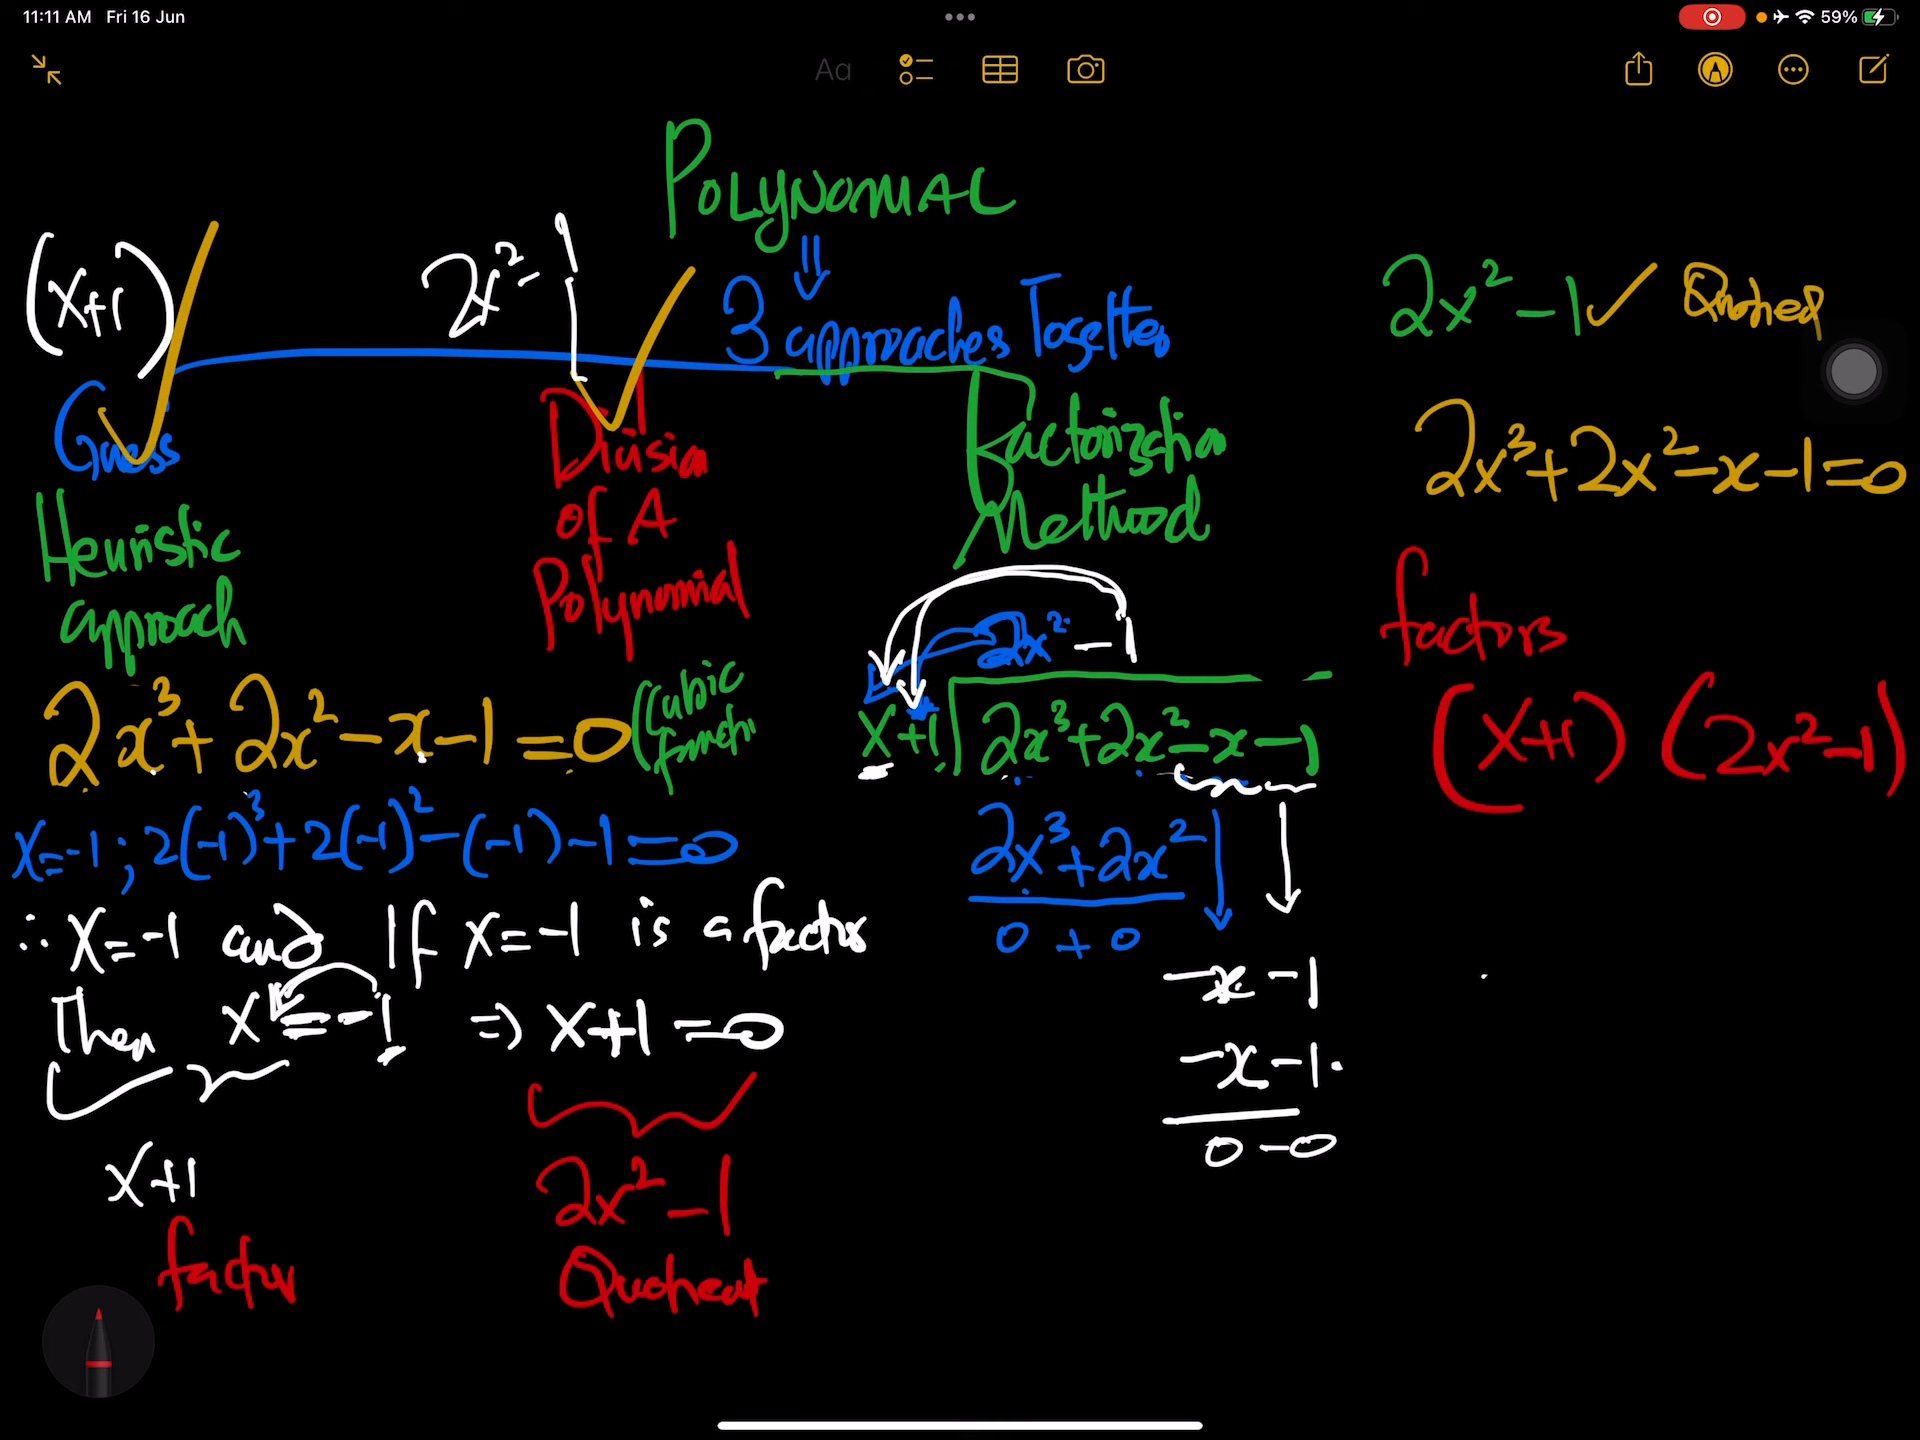 11:11 AM Fri 16 Jun
59%
Aa
POLYNOMAL
3 approaches Together
(x+1)
2x² - 1
Guess
Heuristic
approach
Division
of A
Polynomial
Factorization
Method
2x³ + 2x² - x - 1 = 0 (Cubic
x = -1 ; 2(-1)³ + 2(-1)² - (-1) - 1 = 0
∴ x = -1 and If x = -1 is a factor
Then x = -1 => x + 1 = 0
x+1
factor
2x² - 1
Quotient
2x² - 1
x+1 2x³ + 2x² - x - 1
2x³ + 2x²
0 + 0
-x - 1
-x - 1
0 - 0
2x² - 1 ✓
2x³ + 2x² - x - 1 = 0
factors
(x+1) (2x² - 1)